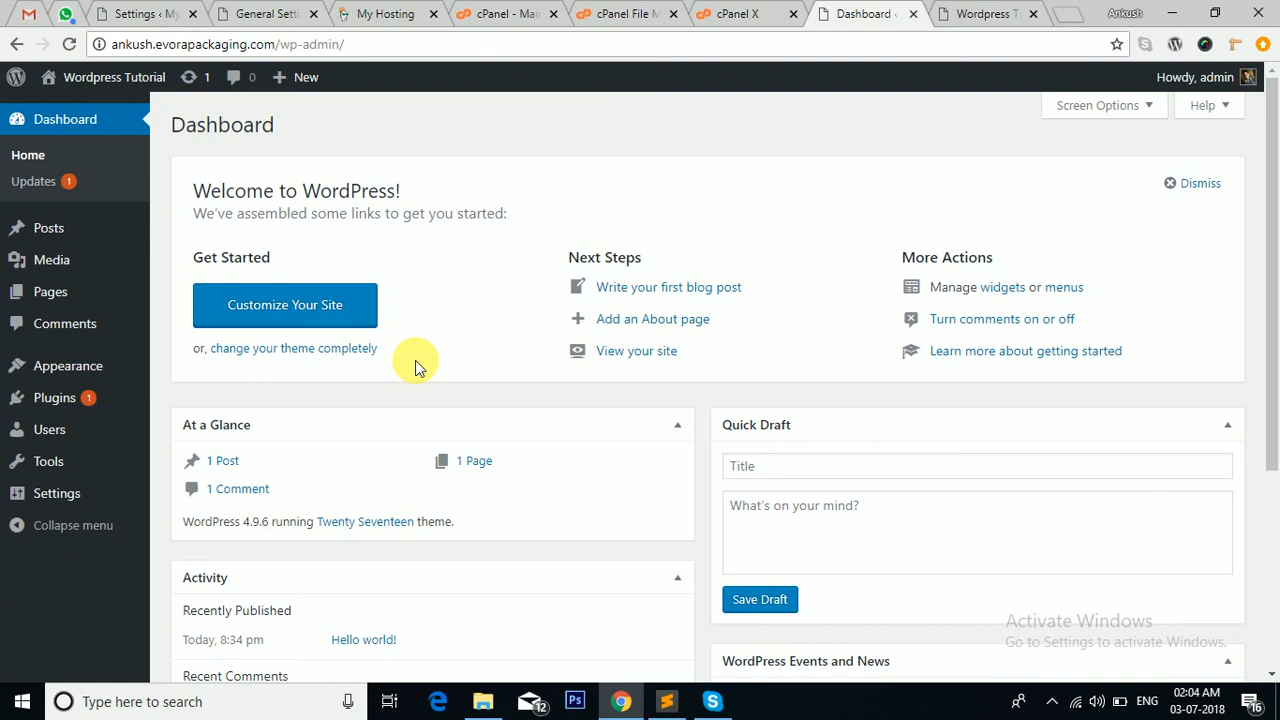 Settings ‹ My
General Setti
My Hosting
cPanel - Main
cPanel File M
cPanel X
Dashboard ‹
Wordpress T
Ankush
ankush.evorapackaging.com/wp-admin/
Wordpress Tutorial
1
0
New
Howdy, admin
Dashboard
Home
Updates 1
Posts
Media
Pages
Comments
Appearance
Plugins 1
Users
Tools
Settings
Collapse menu
Screen Options
Help
Dashboard
Welcome to WordPress!
We've assembled some links to get you started:
Dismiss
Get Started
Customize Your Site
or, change your theme completely
Next Steps
Write your first blog post
Add an About page
View your site
More Actions
Manage widgets or menus
Turn comments on or off
Learn more about getting started
At a Glance
1 Post
1 Page
1 Comment
WordPress 4.9.6 running Twenty Seventeen theme.
Activity
Recently Published
Today, 8:34 pm
Hello world!
Recent Comments
Quick Draft
Title
What's on your mind?
Save Draft
WordPress Events and News
Activate Windows
Go to Settings to activate Windows.
Type here to search
12
Ps
ENG
02:04 AM
03-07-2018
16